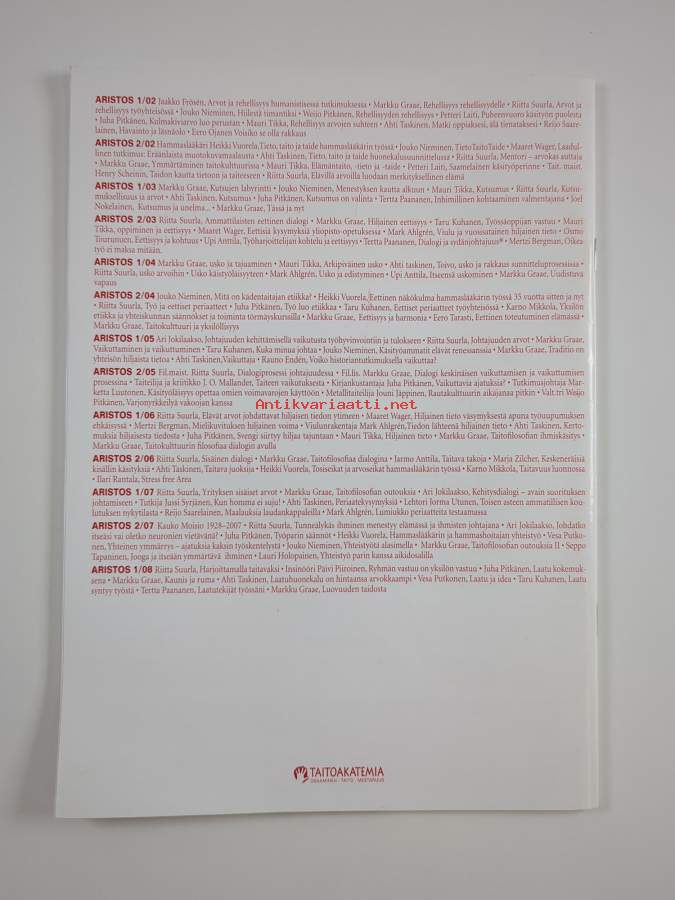 ARISTOS 1/02 Jaakko Frösén, Arvot ja rehellisyys humanistisessa tutkimuksessa • Markku Graae, Rehellisyys rehellisyydelle • Riitta Suurla, Arvot ja
rehellisyys työyhteisössä • Jouko Nieminen, Hiilestä timantiksi • Weijo Pitkänen, Rehellisyyden rehellisyys • Petteri Laiti, Puheenvuoro käsityön puolesta
• Juha Pitkänen, Kulmakiviarvo luo perustan • Mauri Tikka, Rehellisyys arvojen suhteen • Ahti Taskinen, Matki oppiaksesi, älä tienataksesi • Reijo Saare-
lainen, Havainto ja läsnäolo • Eero Ojanen Voisiko se olla rakkaus
ARISTOS 2/02 Hammaslääkäri Heikki Vuorela,Tieto, taito ja taide hammaslääkärin työssä • Jouko Nieminen, TietoTaitoTaide • Maaret Wager, Laadul-
linen tutkimus: Eräänlaista muotokuvamaalausta • Ahti Taskinen, Tieto, taito ja taide huonekalusuunnittelussa • Riitta Suurla, Mentori – arvokas auttaja
• Markku Graae, Ymmärtäminen taitokulttuurissa • Mauri Tikka, Elämäntaito, -tieto ja -taide • Petteri Laiti, Saamelainen käsityöperinne • Tait. maist.
Henry Scheinin, Taidon kautta tietoon ja taiteeseen • Riitta Suurla, Elävillä arvoilla luodaan merkityksellinen elämä
ARISTOS 1/03 Markku Graae, Kutsujen labyrintti • Jouko Nieminen, Menestyksen kautta alkuun • Mauri Tikka, Kutsumus • Riitta Suurla, Kutsu-
muksellisuus ja arvot • Ahti Taskinen, Kutsumus • Juha Pitkänen, Kutsumus on valinta • Tertta Paananen, Inhimillinen kohtaaminen valmentajana • Joel
Nokelainen, Kutsumus ja unelma... • Markku Graae, Tässä ja nyt
ARISTOS 2/03 Riitta Suurla, Ammattilaisten eettinen dialogi • Markku Graae, Hiljainen eettisyys • Taru Kuhanen, Työssäoppijan vastuu • Mauri
Tikka, oppiminen ja eettisyys • Maaret Wager, Eettisiä kysymyksiä yliopisto-opetuksessa • Mark Ahlgrén, Viulu ja vuosisatainen hiljainen tieto • Osmo
Tourunuen, Eettisyys ja kohtuus • Upi Anttila, Työharjoittelijan kohtelu ja eettisyys • Tertta Paananen, Dialogi ja sydänjohtajuus® • Mertzi Bergman, Oikea
työ ei maksa mitään.
ARISTOS 1/04 Markku Graae, usko ja tajuaminen • Mauri Tikka, Arkipäiväinen usko • Ahti taskinen, Toivo, usko ja rakkaus sunnitteluprosessissa •
Riitta Suurla, usko arvoihin • Usko käistyöläisyyteen • Mark Ahlgrén, Usko ja edistyminen • Upi Anttila, Itseensä uskominen • Markku Graae, Uudistuva
vapaus
ARISTOS 2/04 Jouko Nieminen, Mitä on kädentaitajan etiikka? • Heikki Vuorela, Eettinen näkökulma hammaslääkärin työssä 35 vuotta sitten ja nyt
• Riitta Suurla, Työ ja eettiset periaatteet • Juha Pitkänen, Työ luo etiikkaa • Taru Kuhanen, Eettiset periaatteet työyhteisössä • Karno Mikkola, Yksilön
etiikka ja yhteiskunnan säännökset ja toiminta törmäyskurssilla • Markku Graae, Eettisyys ja harmonia • Eero Tarasti, Eettinen toteutuminen elämässä •
Markku Graae, Taitokulttuuri ja yksilöllisyys
ARISTOS 1/05 Ari Jokilaakso, Johtajuuden kehittämisellä vaikutusta työhyvinvointiin ja tulokseen • Riitta Suurla, Johtajuuden arvot • Markku Graae,
Vaikuttaminen ja vaikuttuminen • Taru Kuhanen, Kuka minua johtaa • Jouko Nieminen, Käsityöammatit elävät renessanssia • Markku Graae, Traditio on
yhteisön hiljaista tietoa • Ahti Taskinen,Vaikuttaja • Rauno Endén, Voiko historiantutkimuksella vaikuttaa?
ARISTOS 2/05 Fil.maist. Riitta Suurla, Dialogiprosessi johtajuudessa • Fil.lis. Markku Graae, Dialogi keskinäisen vaikuttamisen ja vaikuttumisen
prosessina • Taiteilija ja kriitikko J. O. Mallander, Taiteen vaikutuksesta • Kirjankustantaja Juha Pitkänen, Vaikuttavia ajatuksia? • Tutkimusjohtaja Mar-
ketta Luutonen, Käsityöläisyys opettaa omien voimavarojen käyttöön • Metallitaiteilija Jouni Jäppinen, Rautakulttuurin aikajanaa pitkin • Valt.tri Weijo
Pitkänen, Varjonyrkkeilyä vakoojan kanssa
Antikvariaatti.net
ARISTOS 1/06 Riitta Suurla, Elävät arvot johdattavat hiljaisen tiedon ytimeen • Maaret Wager, Hiljainen tieto väsymyksestä apuna työuupumuksen
ehkäisyssä • Mertzi Bergman, Mielikuvituksen hiljainen voima • Viulunrakentaja Mark Ahlgrén,Tiedon lähteenä hiljainen tieto • Ahti Taskinen, Kerto-
muksia hiljaisesta tiedosta • Juha Pitkänen, Svengi siirtyy hiljaa tajuntaan • Mauri Tikka, Hiljainen tieto • Markku Graae, Taitofilosofian ihmiskäsitys •
Markku Graae, Taitokulttuurin filosofiaa dialogin avulla
ARISTOS 2/06 Riitta Suurla, Sisäinen dialogi • Markku Graae, Taitofilosofiaa dialogina • Jarmo Anttila, Taitava takoja • Marja Zilcher, Keskeneräisiä
kisällin käsityksiä • Ahti Taskinen, Taitava juoksija • Heikki Vuorela, Tosiseikat ja arvoseikat hammaslääkärin työssä • Karno Mikkola, Taitavuus luonnossa
• Ilari Rantala, Stress free Area
ARISTOS 1/07 Riitta Suurla, Yrityksen sisäiset arvot • Markku Graae, Taitofilosofian outouksia • Ari Jokilaakso, Kehitysdialogi – avain suorituksen
johtamiseen • Tutkija Jussi Syrjänen, Kun homma ei suju! • Ahti Taskinen, Periaatekysymyksiä • Lehtori Jorma Utunen, Toisen asteen ammatillisen kou-
lutuksen nykytilasta • Reijo Saarelainen, Maalauksia laudankappaleilla • Mark Ahlgrén, Lumiukko periaatteita testaamassa
ARISTOS 2/07 Kauko Moisio 1928–2007 • Riitta Suurla, Tunneälykäs ihminen menestyy elämässä ja ihmisten johtajana • Ari Jokilaakso, Johdatko
itseäsi vai oletko neuronien vietävänä? • Juha Pitkänen, Työparin säännöt • Heikki Vuorela, Hammaslääkärin ja hammashoitajan yhteistyö • Vesa Putko-
nen, Yhteinen ymmärrys – ajatuksia kaksin työskentelystä • Jouko Nieminen, Yhteistyötä alasimella • Markku Graae, Taitofilosofian outouksia II • Seppo
Tapaninen, Jooga ja itseään ymmärtävä ihminen • Lauri Holopainen, Yhteistyö parin kanssa aikidosalilla
ARISTOS 1/08 Riitta Suurla, Harjoittamalla taitavaksi • Insinööri Päivi Piiroinen, Ryhmän vastuu on yksilön vastuu • Juha Pitkänen, Laatu kokemuk-
sena • Markku Graae, Kaunis ja ruma • Ahti Taskinen, Laatuhuonekalu on hintaansa arvokkaampi • Vesa Putkonen, Laatu ja idea • Taru Kuhanen, Laatu
syntyy työstä • Tertta Paananen, Laatutekijät työssäni • Markku Graae, Luovuuden taidosta
TAITOAKATEMIA
OSAAMINEN · TAITO · MESTARUUS